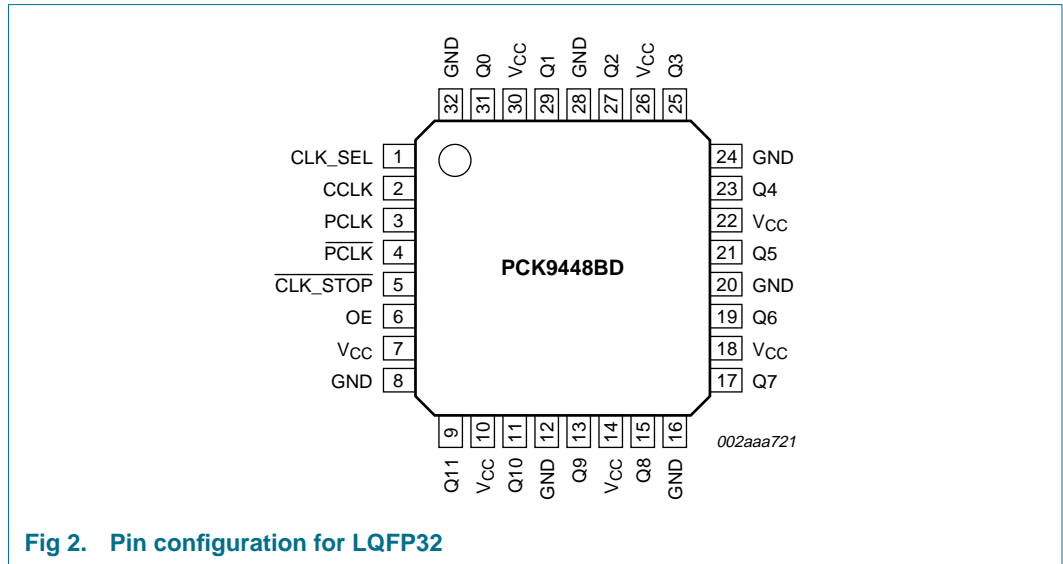 GND Q0 VCC Q1 GND Q2 VCC Q3
32 31 30 29 28 27 26 25
CLK_SEL 1 24 GND
CCLK 2 23 Q4
PCLK 3 22 VCC
PCLK 4 21 Q5
PCK9448BD
CLK_STOP 5 20 GND
OE 6 19 Q6
VCC 7 18 VCC
GND 8 17 Q7
9 10 11 12 13 14 15 16
002aaa721
Q11 VCC Q10 GND Q9 VCC Q8 GND
Fig 2. Pin configuration for LQFP32